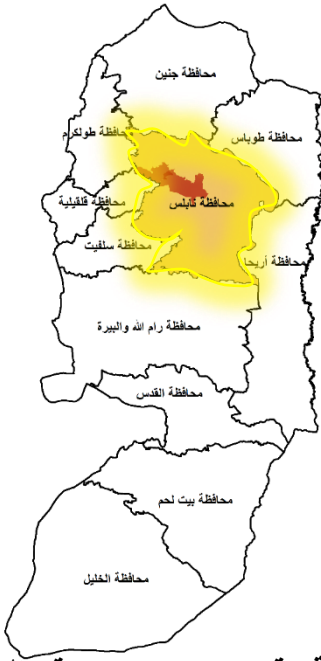 محافظة جنين
محافظة طولكرم
محافظة طوباس
محافظة قلقيلية
محافظة نابلس
محافظة سلفيت
محافظة أريحا
محافظة رام الله والبيرة
محافظة القدس
محافظة بيت لحم
محافظة الخليل